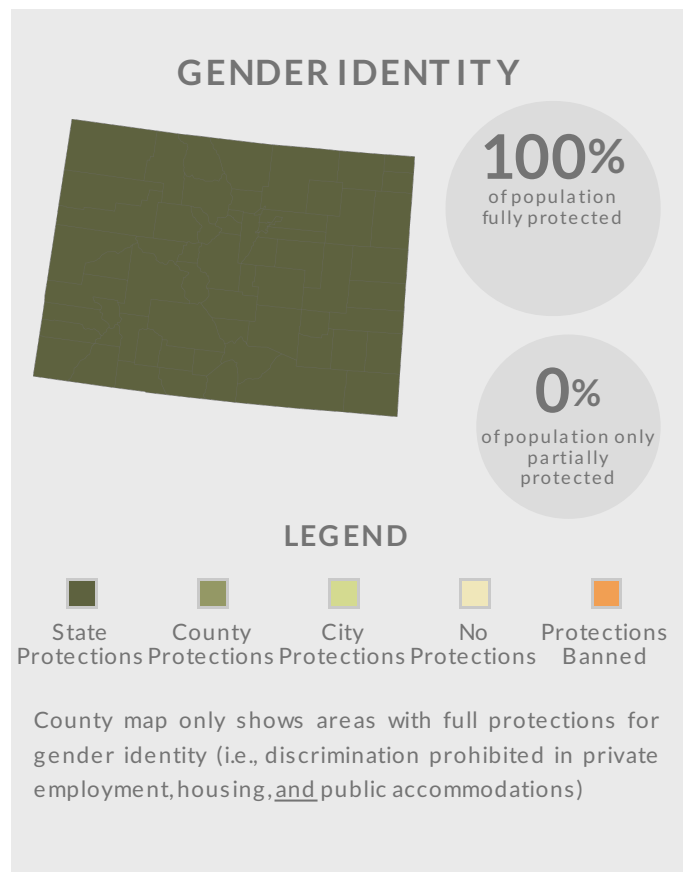 GENDER IDENTITY
100%
of population
fully protected
0%
of population only
partially
protected
LEGEND
State
Protections
County
Protections
City
Protections
No
Protections
Protections
Banned
County map only shows areas with full protections for
gender identity (i.e., discrimination prohibited in private
employment, housing, and public accommodations)